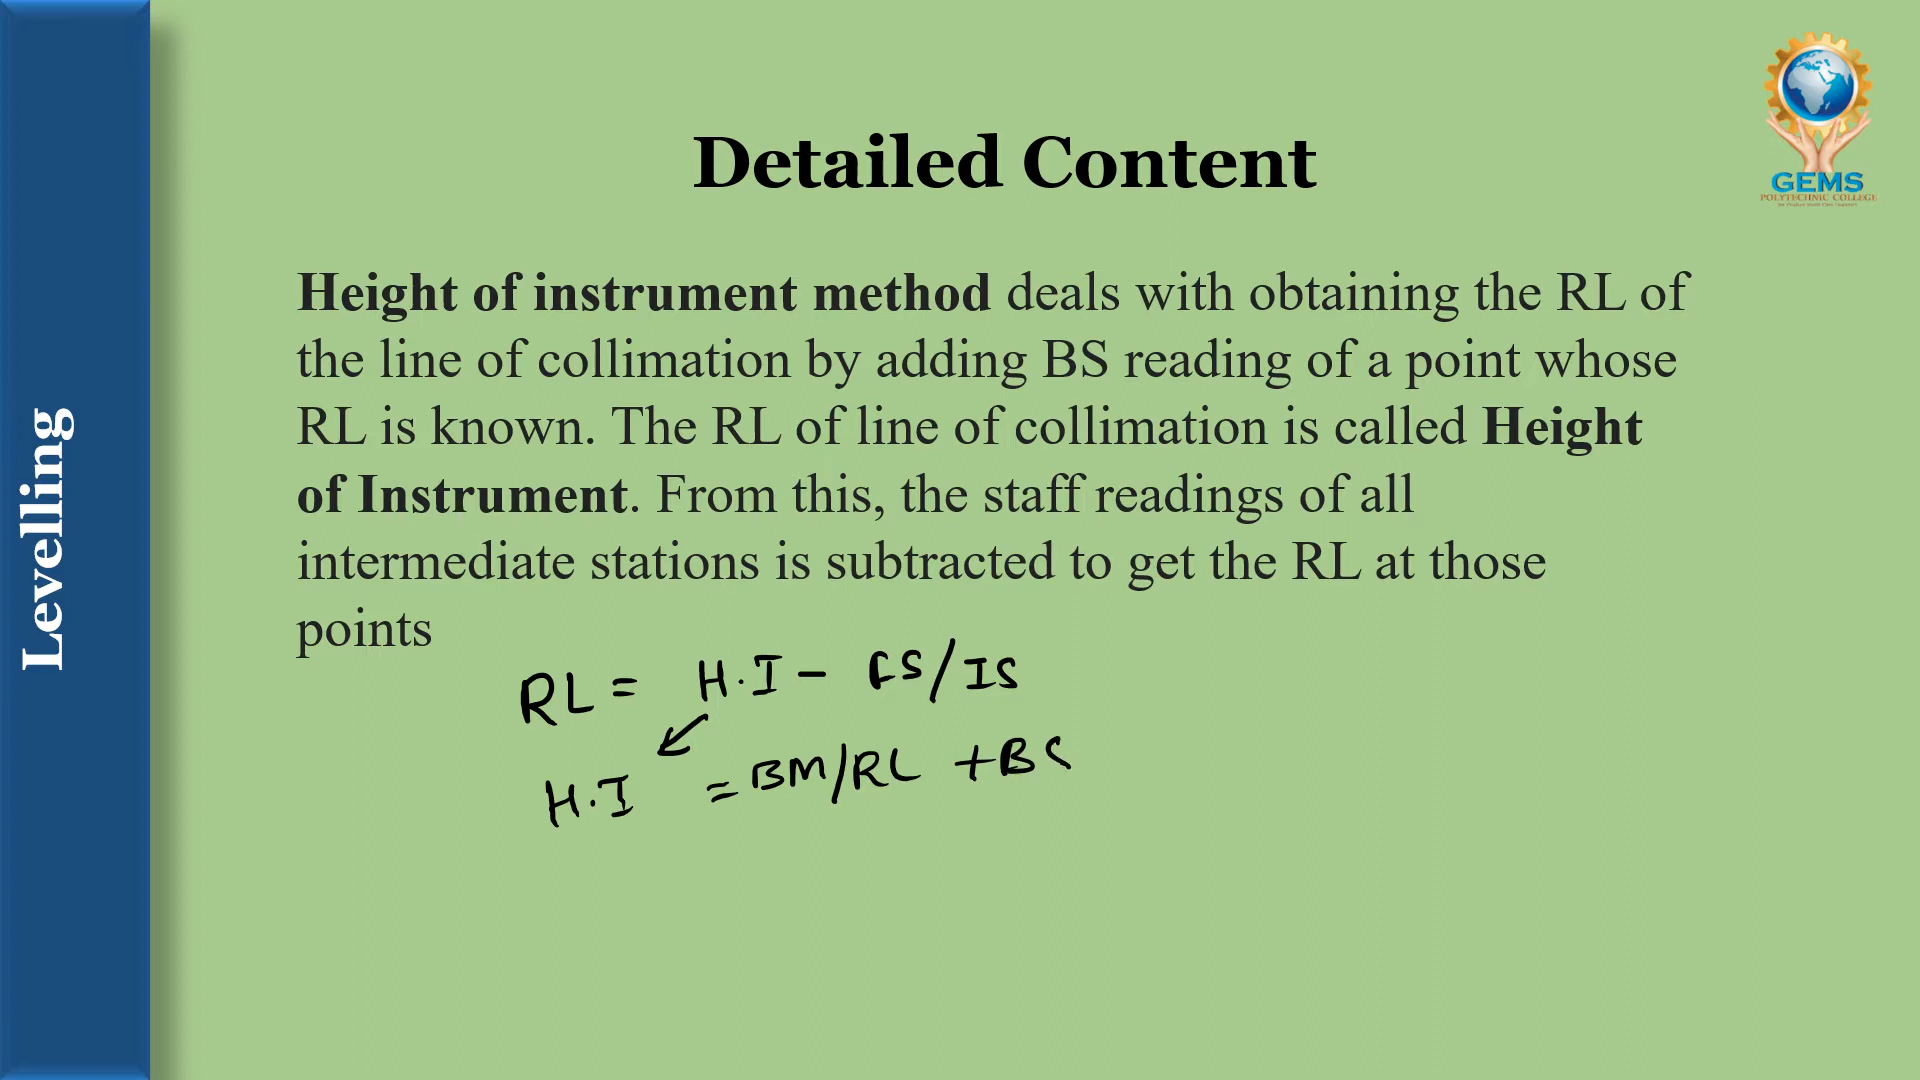 Levelling
Detailed Content
GEMS
POLYTECHNIC COLLEGE
Height of instrument method deals with obtaining the RL of
the line of collimation by adding BS reading of a point whose
RL is known. The RL of line of collimation is called Height
of Instrument. From this, the staff readings of all
intermediate stations is subtracted to get the RL at those
points
RL = H.I - FS/IS
H.I = BM/RL + BS